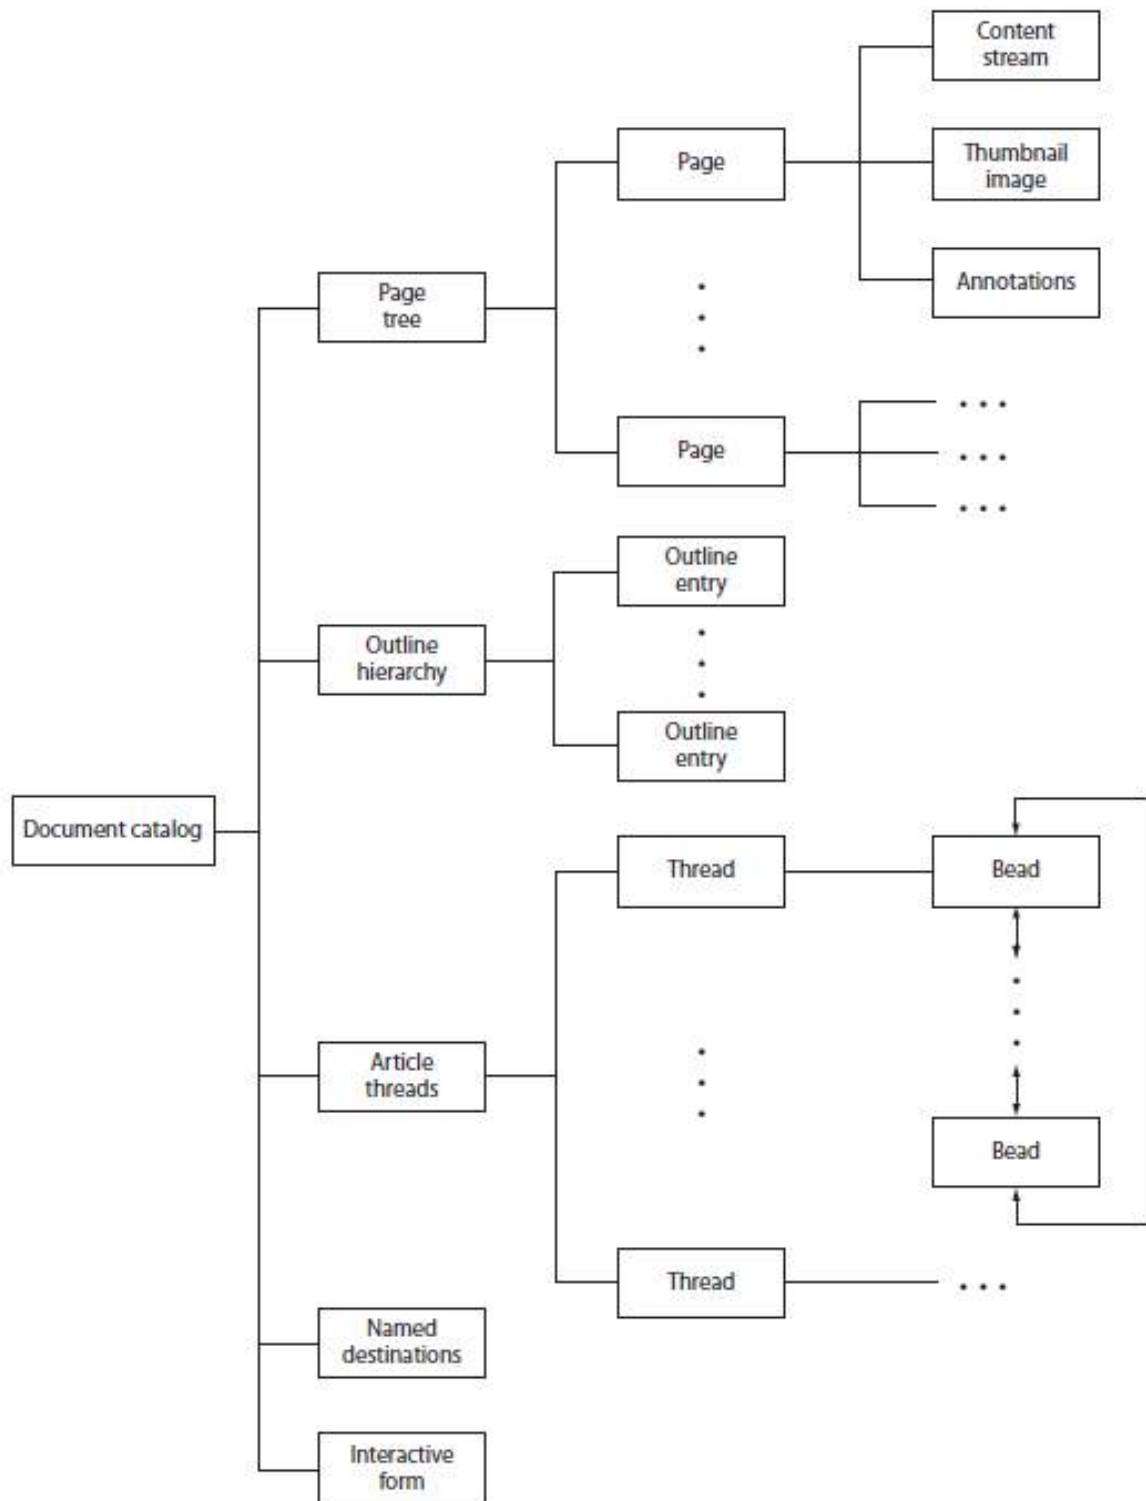 Content
stream
Page
Thumbnail
image
Annotations
Page
tree
Page
Outline
entry
Outline
hierarchy
Outline
entry
Document catalog
Thread
Bead
Article
threads
Bead
Thread
Named
destinations
Interactive
form